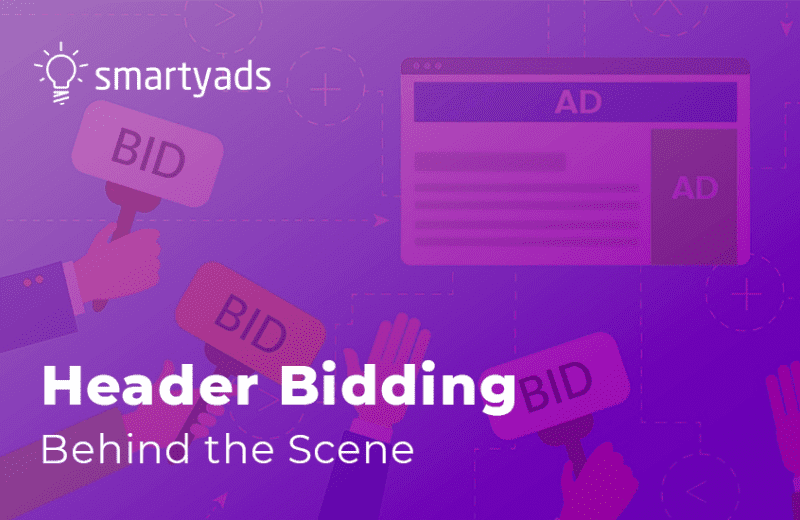 smartyads
BID
AD
AD
BID
BID
Header Bidding
Behind the Scene